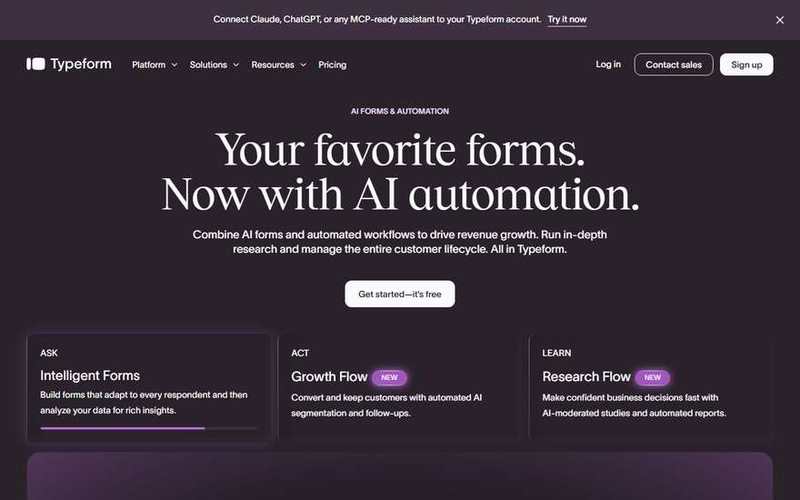 Connect Claude, ChatGPT, or any MCP-ready assistant to your Typeform account. Try it now
Typeform Platform Solutions Resources Pricing Log in Contact sales Sign up
AI FORMS & AUTOMATION
Your favorite forms.
Now with AI automation.
Combine AI forms and automated workflows to drive revenue growth. Run in-depth
research and manage the entire customer lifecycle. All in Typeform.
Get started—it's free
ASK
Intelligent Forms
Build forms that adapt to every respondent and then
analyze your data for rich insights.
ACT
Growth Flow NEW
Convert and keep customers with automated AI
segmentation and follow-ups.
LEARN
Research Flow NEW
Make confident business decisions fast with
AI-moderated studies and automated reports.